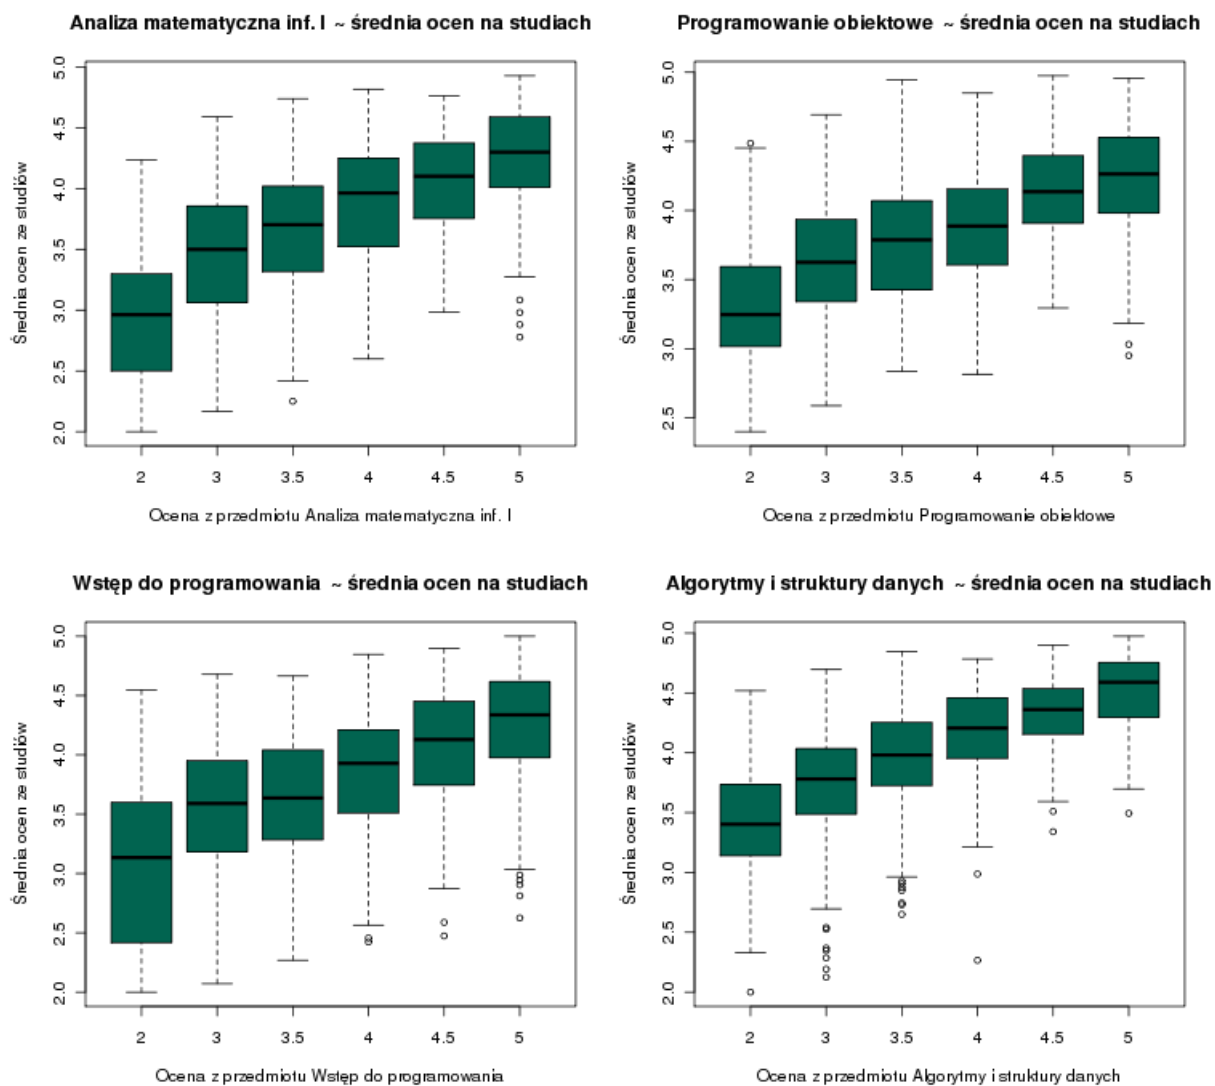 Analiza matematyczna inf. I ~ średnia ocen na studiach
Średnia ocen ze studiów
5.0
4.5
4.0
3.5
3.0
2.5
2.0
2 3 3.5 4 4.5 5
Ocena z przedmiotu Analiza matematyczna inf. I
Programowanie obiektowe ~ średnia ocen na studiach
Średnia ocen ze studiów
5.0
4.5
4.0
3.5
3.0
2.5
2 3 3.5 4 4.5 5
Ocena z przedmiotu Programowanie obiektowe
Wstęp do programowania ~ średnia ocen na studiach
Średnia ocen ze studiów
5.0
4.5
4.0
3.5
3.0
2.5
2.0
2 3 3.5 4 4.5 5
Ocena z przedmiotu Wstęp do programowania
Algorytmy i struktury danych ~ średnia ocen na studiach
Średnia ocen ze studiów
5.0
4.5
4.0
3.5
3.0
2.5
2.0
2 3 3.5 4 4.5 5
Ocena z przedmiotu Algorytmy i struktury danych